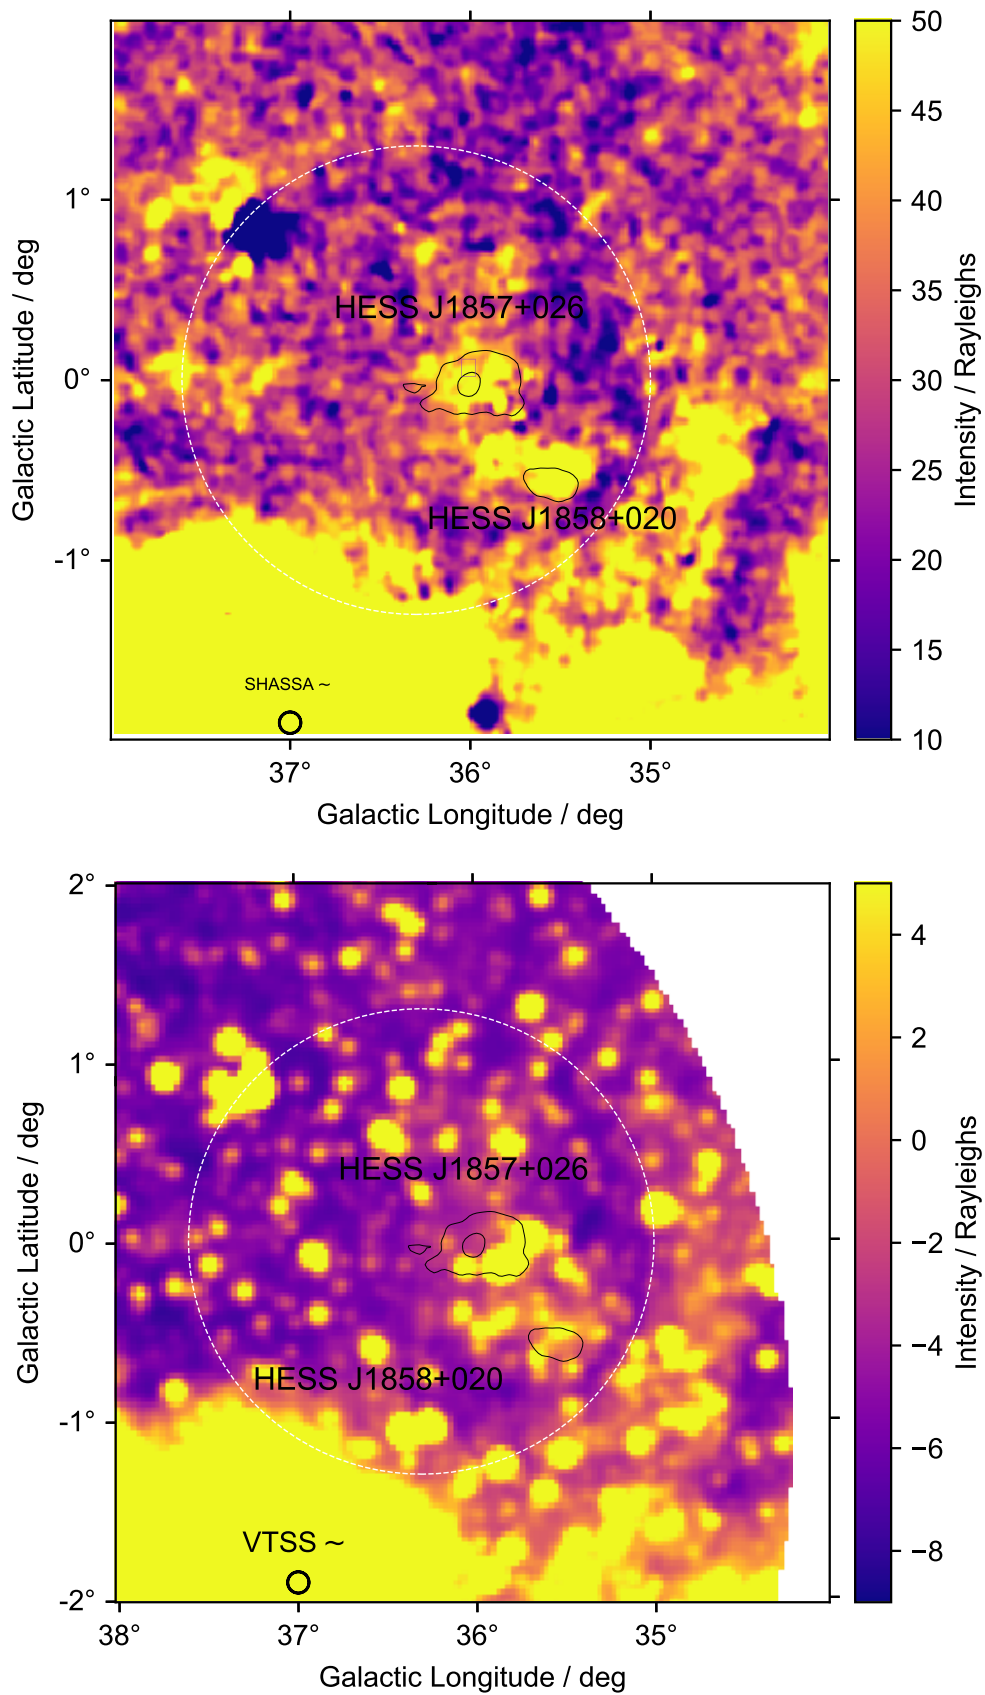 50
45
40
35
30
25
20
15
10
Intensity / Rayleighs
1°
0°
-1°
Galactic Latitude / deg
HESS J1857+026
HESS J1858+020
SHASSA ~
37°
36°
35°
Galactic Longitude / deg
2°
1°
0°
-1°
-2°
Galactic Latitude / deg
HESS J1857+026
HESS J1858+020
VTSS ~
38°
37°
36°
35°
Galactic Longitude / deg
4
2
0
−2
−4
−6
−8
Intensity / Rayleighs